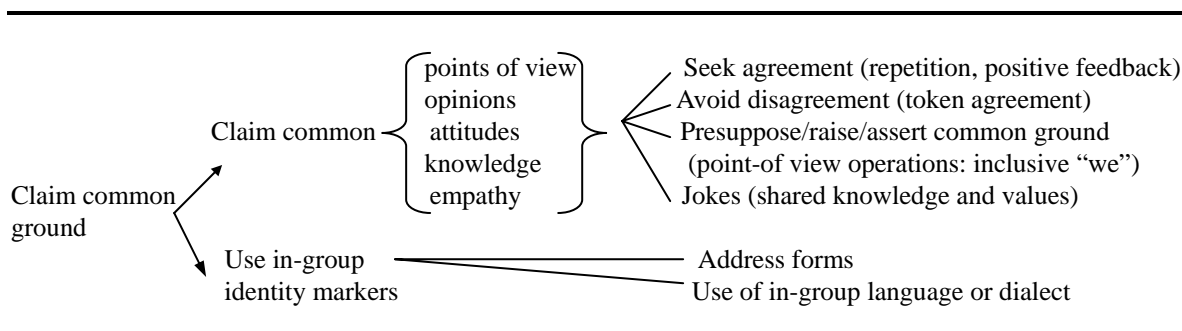 Claim common
ground
Claim common
points of view
opinions
attitudes
knowledge
empathy
Seek agreement (repetition, positive feedback)
Avoid disagreement (token agreement)
Presuppose/raise/assert common ground
(point-of view operations: inclusive “we”)
Jokes (shared knowledge and values)
Use in-group
identity markers
Address forms
Use of in-group language or dialect